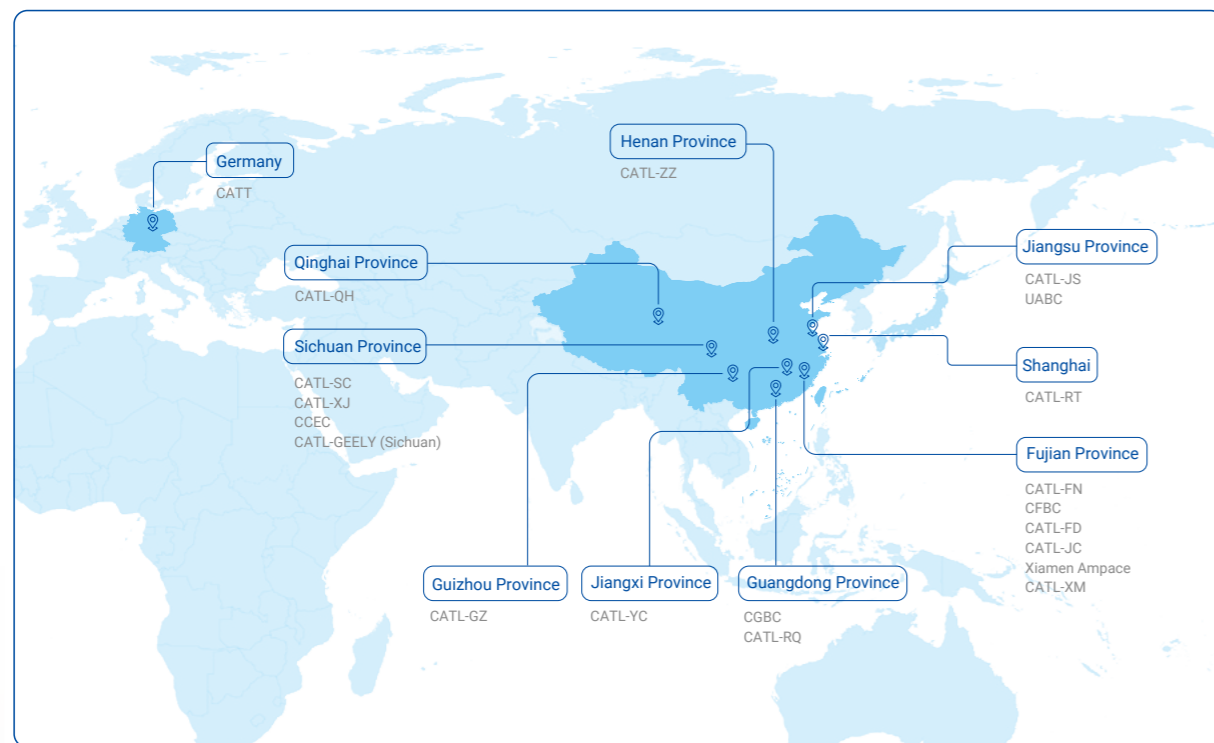 Germany
CATT
Henan Province
CATL-ZZ
Qinghai Province
CATL-QH
Sichuan Province
CATL-SC
CATL-XJ
CCEC
CATL-GEELY (Sichuan)
Jiangsu Province
CATL-JS
UABC
Shanghai
CATL-RT
Fujian Province
CATL-FN
CFBC
CATL-FD
CATL-JC
Xiamen Ampace
CATL-XM
Guizhou Province
CATL-GZ
Jiangxi Province
CATL-YC
Guangdong Province
CGBC
CATL-RQ